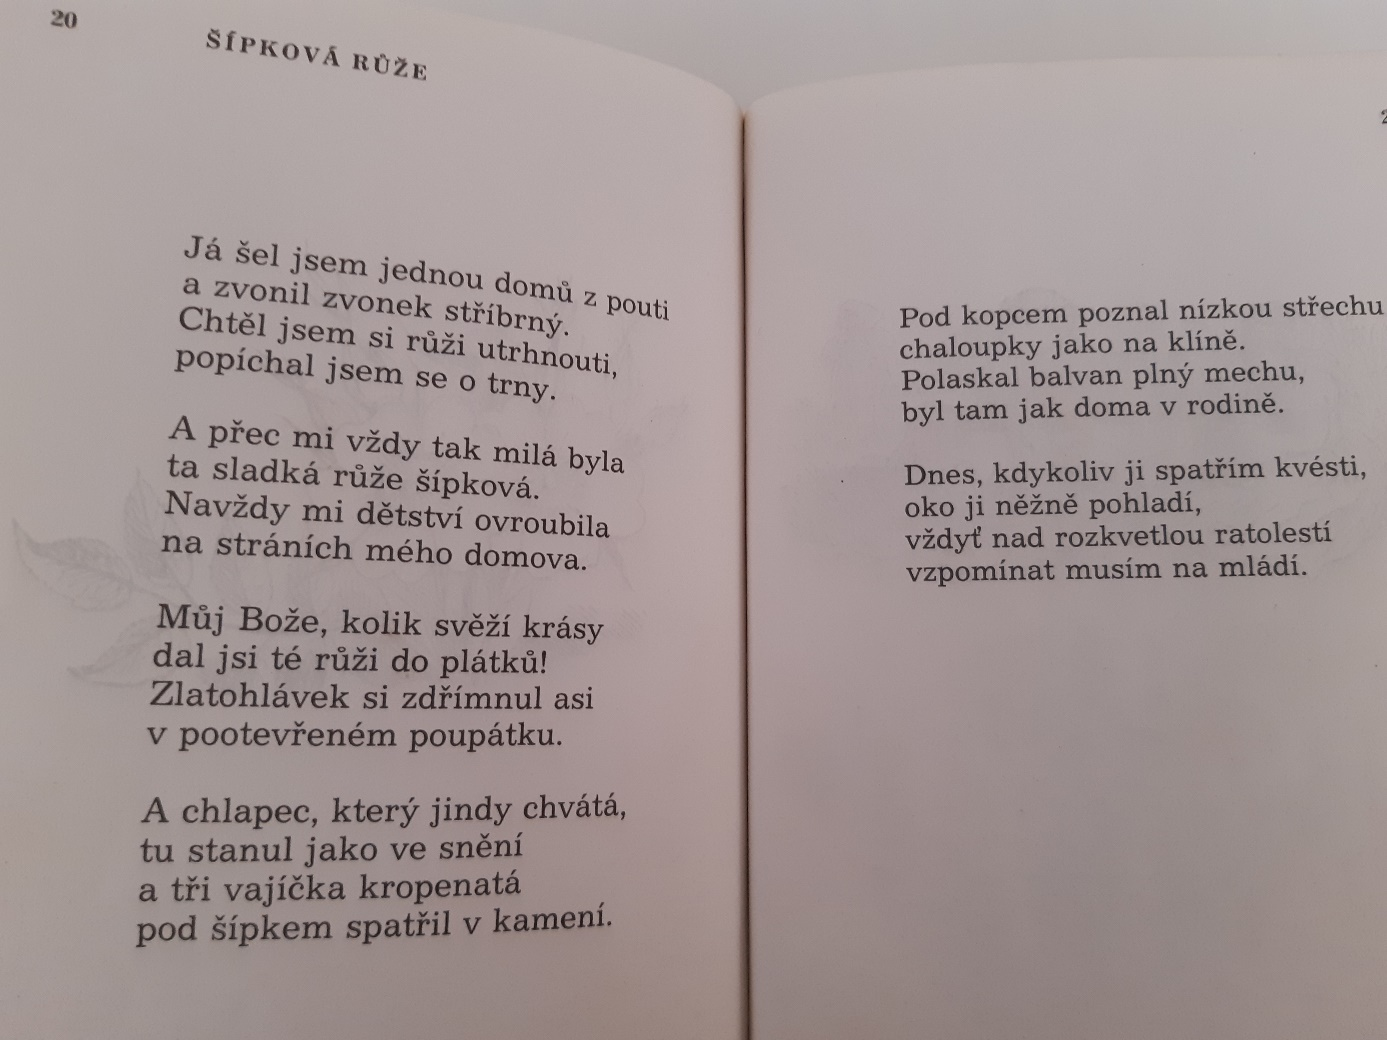 20
ŠÍPKOVÁ RŮŽE
Já šel jsem jednou domů z pouti
a zvonil zvonek stříbrný.
Chtěl jsem si růži utrhnouti,
popíchal jsem se o trny.
A přec mi vždy tak milá byla
ta sladká růže šípková.
Navždy mi dětství ovroubila
na stráních mého domova.
Můj Bože, kolik svěží krásy
dal jsi té růži do plátků!
Zlatohlávek si zdřímnul asi
v pootevřeném poupátku.
A chlapec, který jindy chvátá,
tu stanul jako ve snění
a tři vajíčka kropenatá
pod šípkem spatřil v kamení.
Pod kopcem poznal nízkou střechu
chaloupky jako na klíně.
Polaskal balvan plný mechu,
byl tam jak doma v rodině.
Dnes, kdykoliv ji spatřím kvésti,
oko ji něžně pohladí,
vždyť nad rozkvetlou ratolestí
vzpomínat musím na mládí.